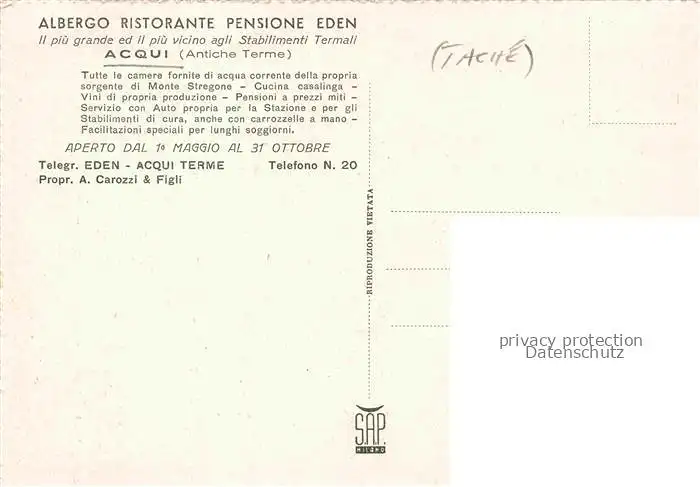 ALBERGO RISTORANTE PENSIONE EDEN
Il più grande ed il più vicino agli Stabilimenti Termali
ACQUI (Antiche Terme)
Tutte le camere fornite di acqua corrente della propria
sorgente di Monte Stregone – Cucina casalinga –
Vini di propria produzione – Pensioni a prezzi miti –
Servizio con Auto propria per la Stazione e per gli
Stabilimenti di cura, anche con carrozzelle a mano –
Facilitazioni speciali per lunghi soggiorni.
APERTO DAL 1º MAGGIO AL 31 OTTOBRE
Telegr. EDEN - ACQUI TERME Telefono N. 20
Propr. A. Carozzi & Figli
(TACHÉ)
RIPRODUZIONE VIETATA
S.A.P.
MILANO
privacy protection
Datenschutz